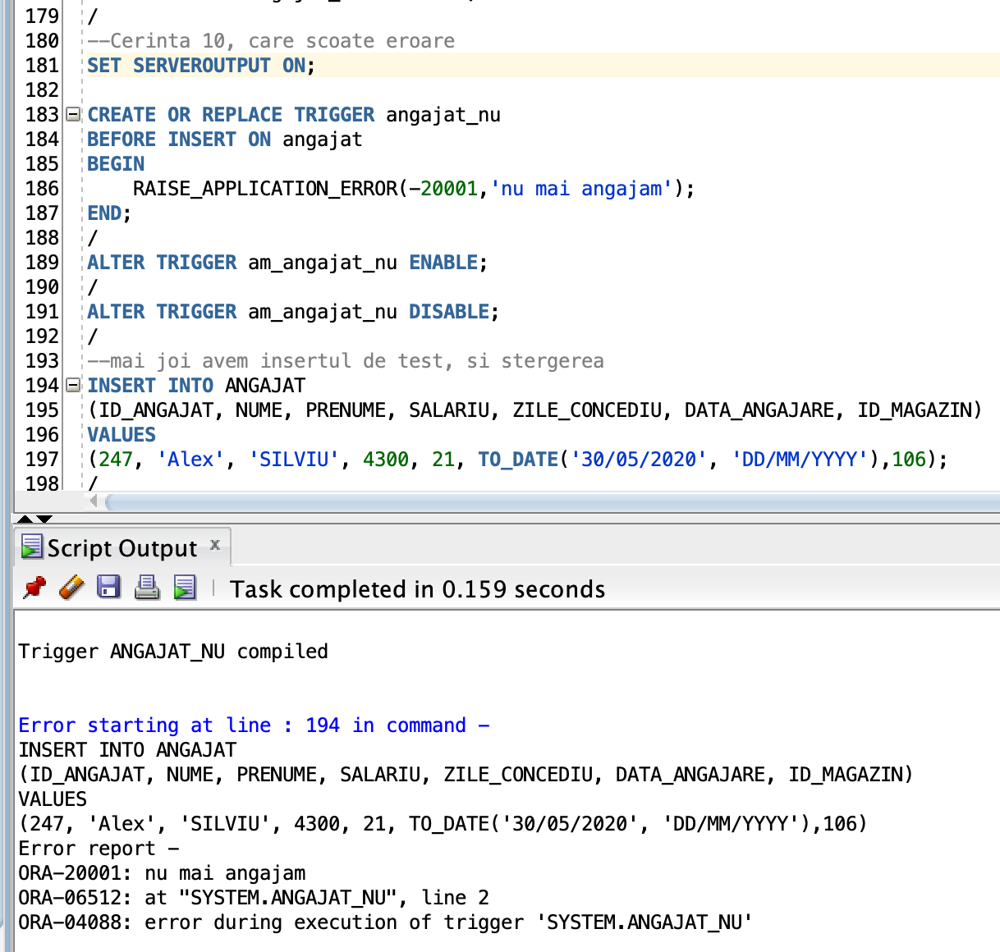 179 /
180 --Cerinta 10, care scoate eroare
181 SET SERVEROUTPUT ON;
182
183 CREATE OR REPLACE TRIGGER angajat_nu
184 BEFORE INSERT ON angajat
185 BEGIN
186     RAISE_APPLICATION_ERROR(-20001,'nu mai angajam');
187 END;
188 /
189 ALTER TRIGGER am_angajat_nu ENABLE;
190 /
191 ALTER TRIGGER am_angajat_nu DISABLE;
192 /
193 --mai joi avem insertul de test, si stergerea
194 INSERT INTO ANGAJAT
195 (ID_ANGAJAT, NUME, PRENUME, SALARIU, ZILE_CONCEDIU, DATA_ANGAJARE, ID_MAGAZIN)
196 VALUES
197 (247, 'Alex', 'SILVIU', 4300, 21, TO_DATE('30/05/2020', 'DD/MM/YYYY'),106);
198 /
Script Output x
Task completed in 0.159 seconds
Trigger ANGAJAT_NU compiled
Error starting at line : 194 in command -
INSERT INTO ANGAJAT
(ID_ANGAJAT, NUME, PRENUME, SALARIU, ZILE_CONCEDIU, DATA_ANGAJARE, ID_MAGAZIN)
VALUES
(247, 'Alex', 'SILVIU', 4300, 21, TO_DATE('30/05/2020', 'DD/MM/YYYY'),106)
Error report -
ORA-20001: nu mai angajam
ORA-06512: at "SYSTEM.ANGAJAT_NU", line 2
ORA-04088: error during execution of trigger 'SYSTEM.ANGAJAT_NU'